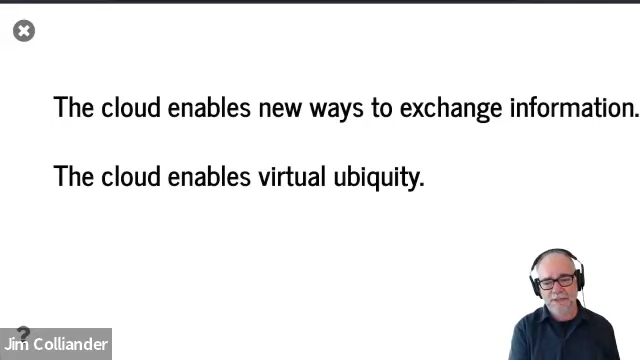 The cloud enables new ways to exchange information.
The cloud enables virtual ubiquity.
?
Jim Colliander